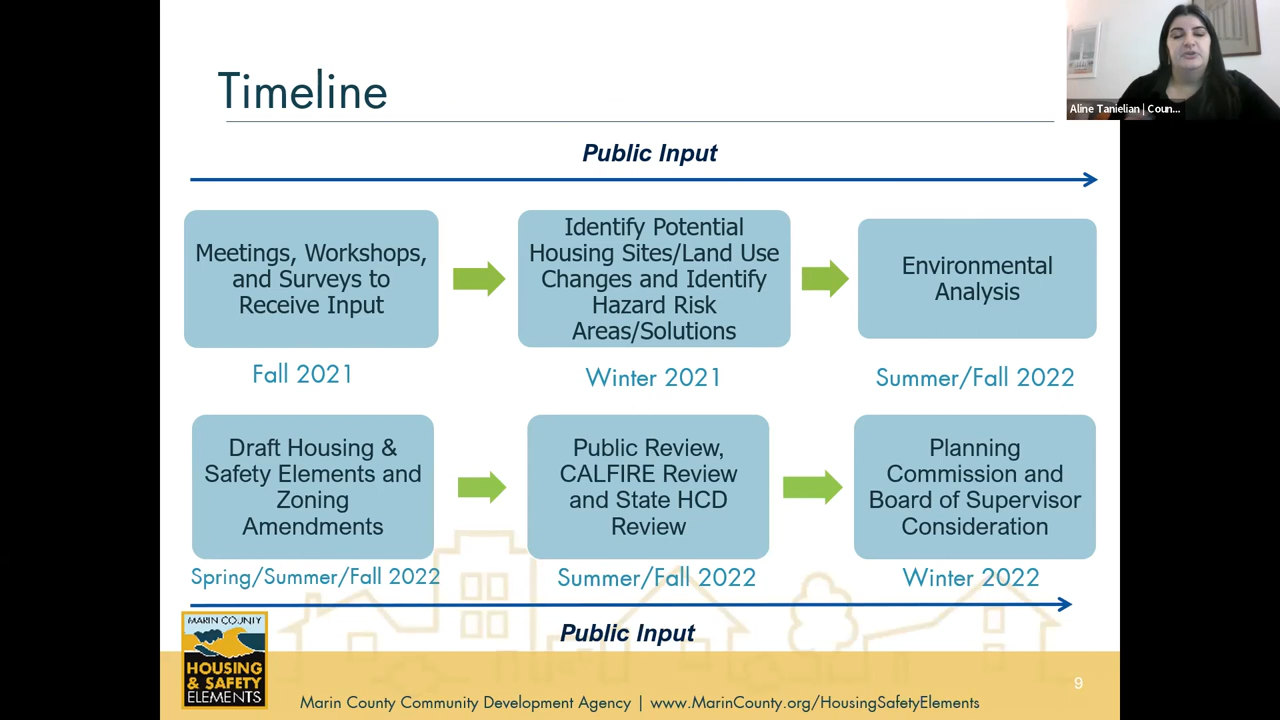 Timeline
Aline Tanielian | Coun...
Public Input
Meetings, Workshops,
and Surveys to
Receive Input
Identify Potential
Housing Sites/Land Use
Changes and Identify
Hazard Risk
Areas/Solutions
Environmental
Analysis
Fall 2021
Winter 2021
Summer/Fall 2022
Draft Housing &
Safety Elements and
Zoning
Amendments
Public Review,
CALFIRE Review
and State HCD
Review
Planning
Commission and
Board of Supervisor
Consideration
Spring/Summer/Fall 2022
Summer/Fall 2022
Winter 2022
Public Input
MARIN COUNTY
HOUSING
& SAFETY
ELEMENTS
Marin County Community Development Agency | www.MarinCounty.org/HousingSafetyElements
9